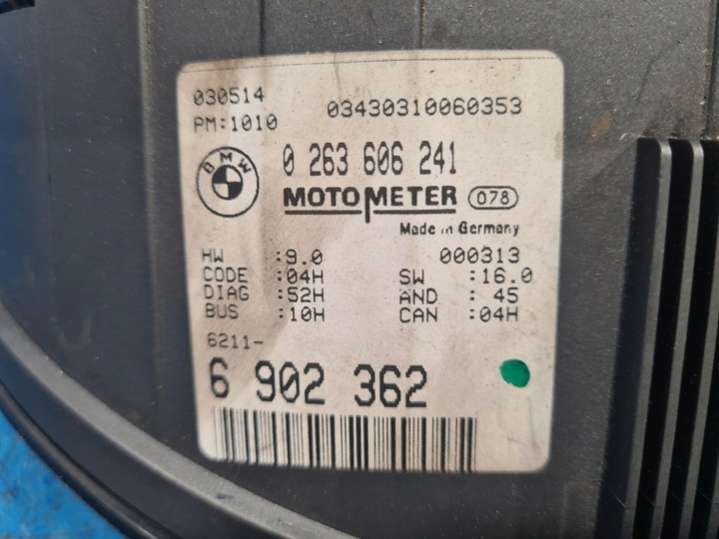 030514
03430310060353
PM:1010
BMW
0 263 606 241
MOTOMETER 078
Made in Germany
HW :9.0 000313
CODE :04H SW :16.0
DIAG :52H AND : 45
BUS :10H CAN :04H
6211-
6 902 362